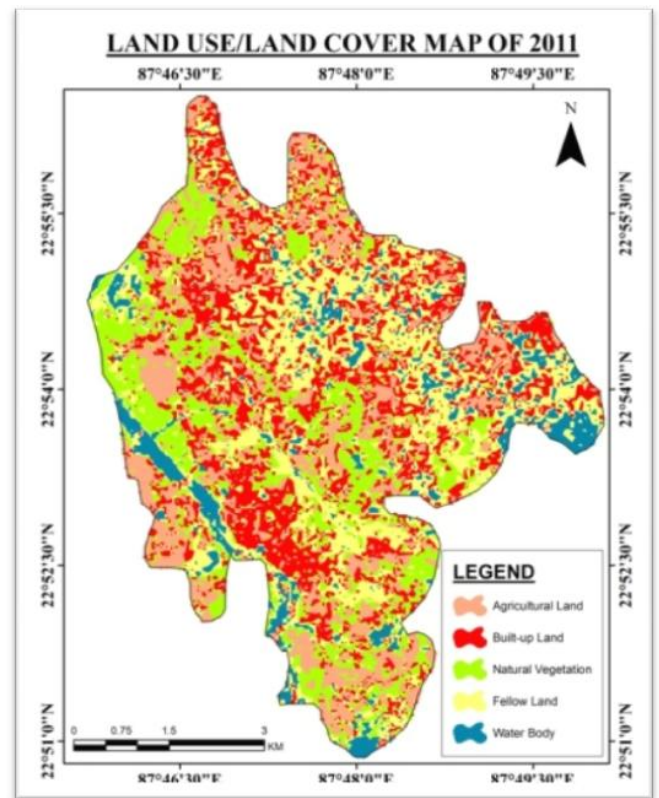 LAND USE/LAND COVER MAP OF 2011
87°46'30"E 87°48'0"E 87°49'30"E
N
22°55'30"N 22°55'30"N
22°54'0"N 22°54'0"N
22°52'30"N 22°52'30"N
LEGEND
Agricultural Land
Built-up Land
Natural Vegetation
Fellow Land
Water Body
0 0.75 1.5 3
KM
22°51'0"N 22°51'0"N
87°46'30"E 87°48'0"E 87°49'30"E